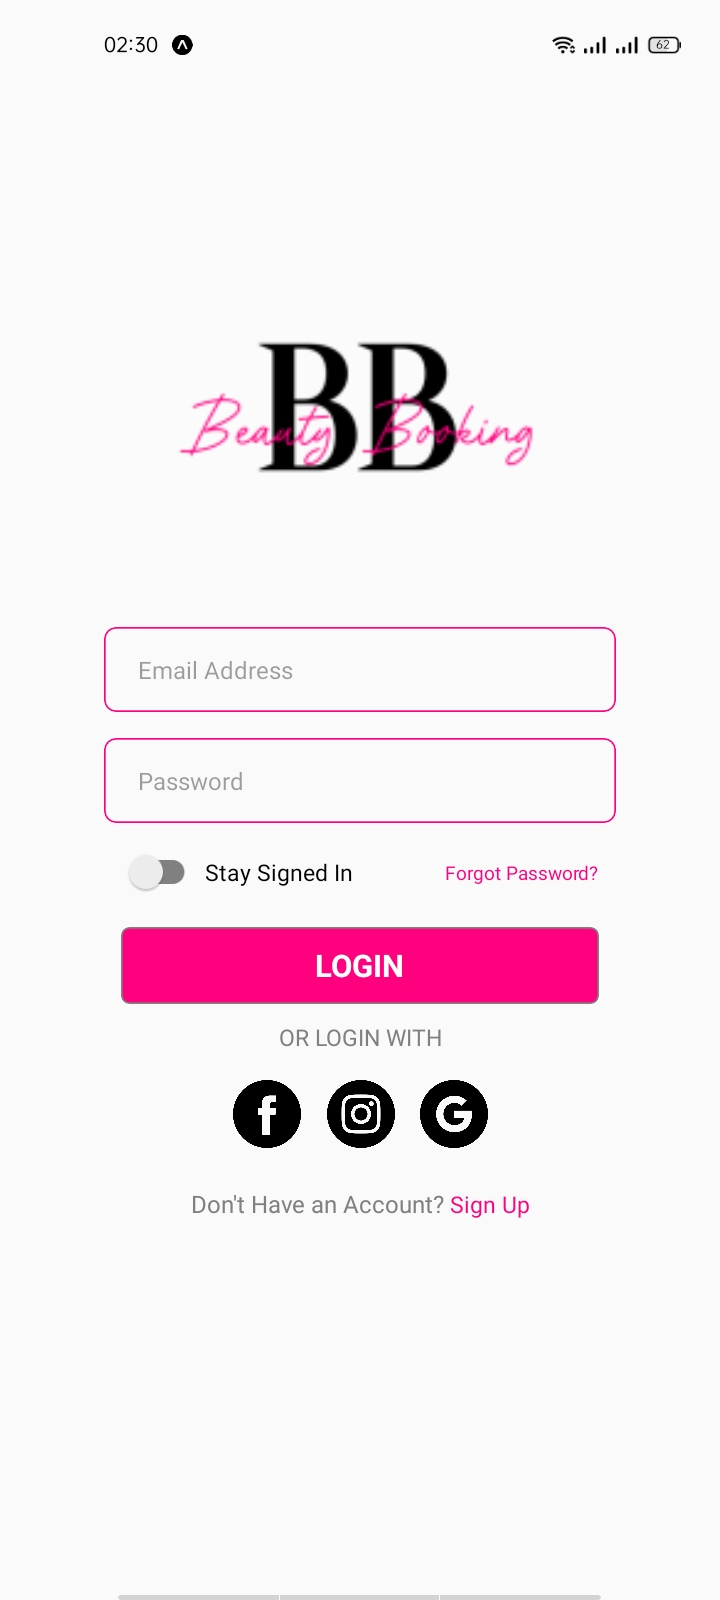 02:30
62
BB
Beauty Booking
Email Address
Password
Stay Signed In Forgot Password?
LOGIN
OR LOGIN WITH
Don't Have an Account? Sign Up